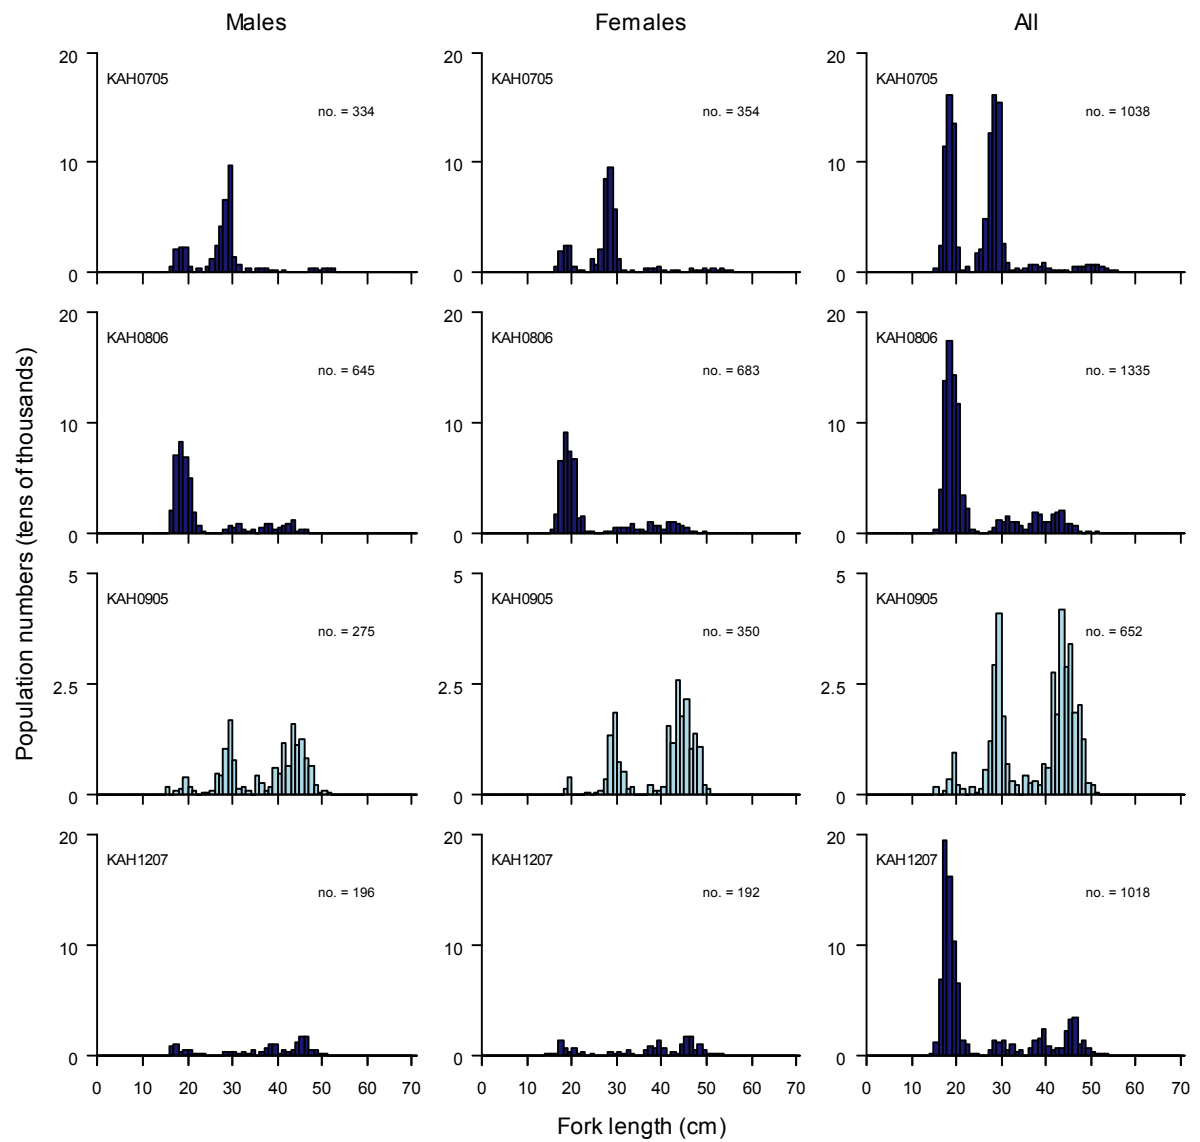 Males Females All
20 20 20
KAH0705 KAH0705 KAH0705
no. = 334 no. = 354 no. = 1038
10 10 10
0 0 0
20 20 20
KAH0806 KAH0806 KAH0806
no. = 645 no. = 683 no. = 1335
10 10 10
0 0 0
Population numbers (tens of thousands)
5 5 5
KAH0905 KAH0905 KAH0905
no. = 275 no. = 350 no. = 652
2.5 2.5 2.5
0 0 0
20 20 20
KAH1207 KAH1207 KAH1207
no. = 196 no. = 192 no. = 1018
10 10 10
0 0 0
0 10 20 30 40 50 60 70 0 10 20 30 40 50 60 70 0 10 20 30 40 50 60 70
Fork length (cm)